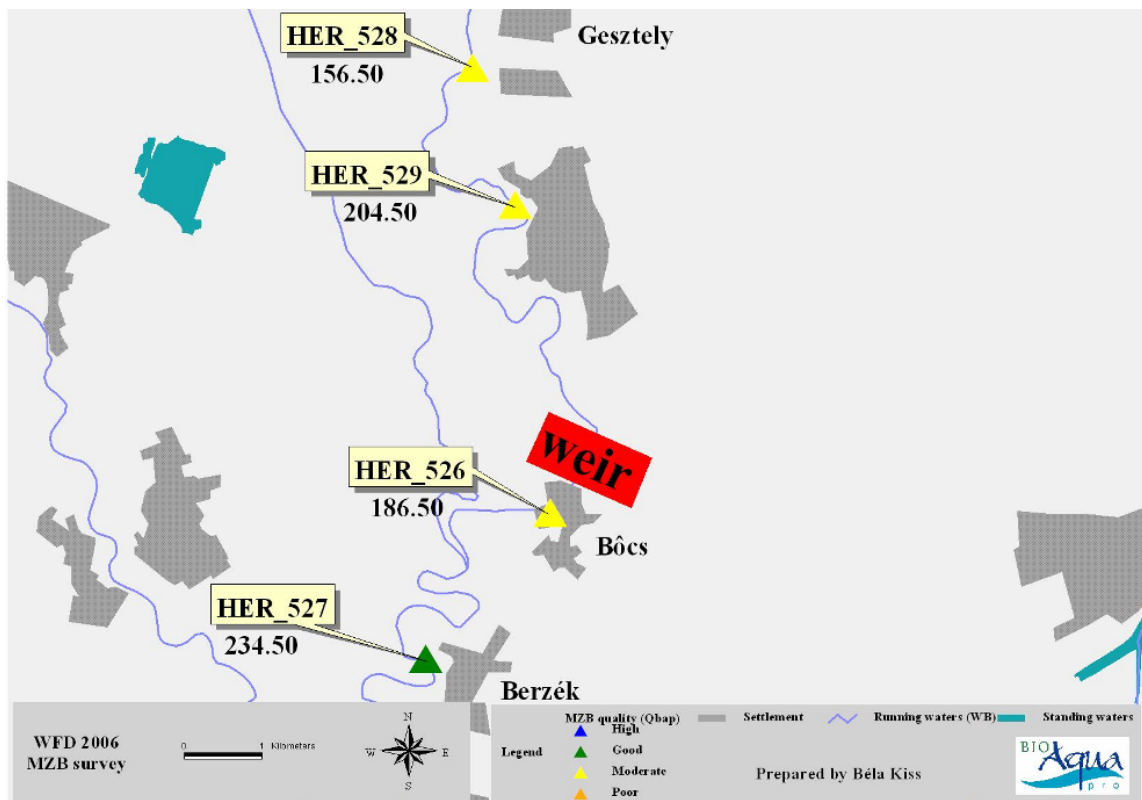 HER_528
156.50
Gesztely
HER_529
204.50
weir
HER_526
186.50
Bôcs
HER_527
234.50
Berzék
WFD 2006
MZB survey
0 1 Kilometers
N
W E
S
Legend
MZB quality (Qbap)
High
Good
Moderate
Poor
Settlement
Running waters (WB)
Standing waters
Prepared by Béla Kiss
BIO
Aqua
pro